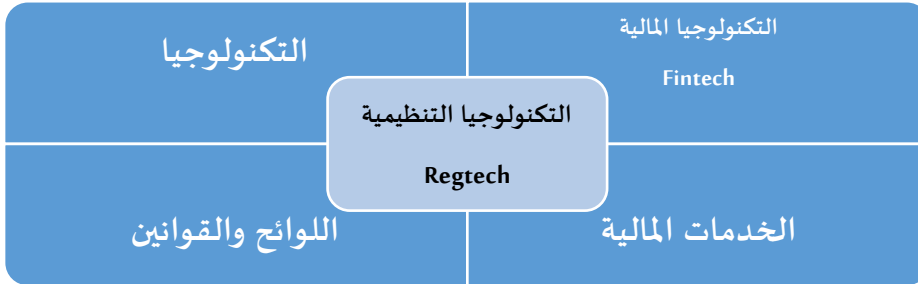 التكنولوجيا المالية
Fintech
التكنولوجيا
التكنولوجيا التنظيمية
Regtech
الخدمات المالية
اللوائح والقوانين